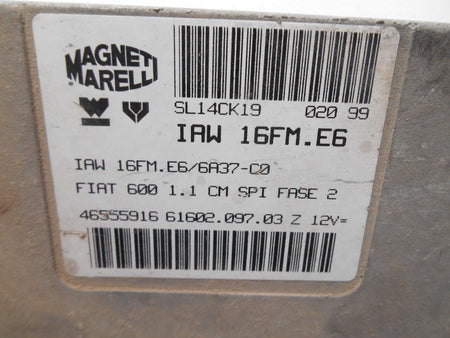 MAGNETI
MARELLI
SL14CK19 020 99
IAW 16FM.E6
IAW 16FM.E6/6A37-C0
FIAT 600 1.1 CM SPI FASE 2
46555916 61602.097.03 Z 12V=